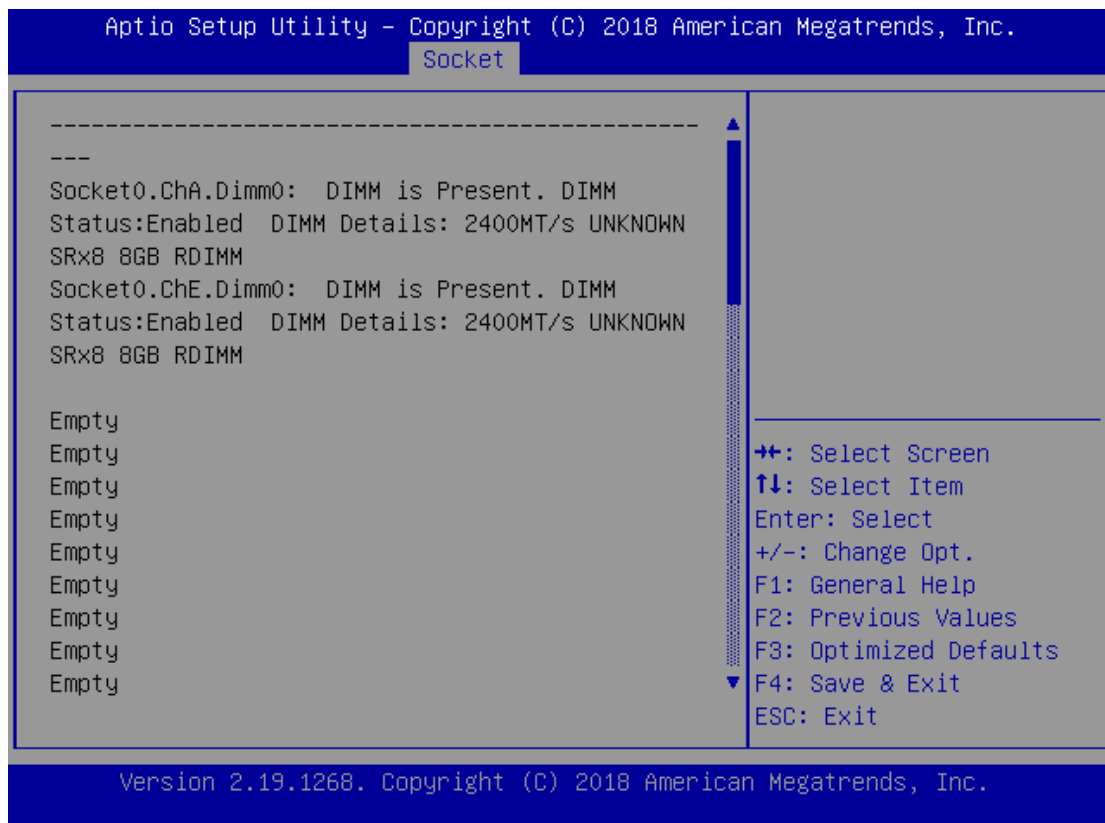 Aptio Setup Utility – Copyright (C) 2018 American Megatrends, Inc.
Socket
-----------------------------------------------
---
Socket0.ChA.Dimm0:  DIMM is Present. DIMM
Status:Enabled  DIMM Details: 2400MT/s UNKNOWN
SRx8 8GB RDIMM
Socket0.ChE.Dimm0:  DIMM is Present. DIMM
Status:Enabled  DIMM Details: 2400MT/s UNKNOWN
SRx8 8GB RDIMM
Empty
Empty
Empty
Empty
Empty
Empty
Empty
Empty
Empty
→←: Select Screen
↑↓: Select Item
Enter: Select
+/-: Change Opt.
F1: General Help
F2: Previous Values
F3: Optimized Defaults
F4: Save & Exit
ESC: Exit
Version 2.19.1268. Copyright (C) 2018 American Megatrends, Inc.